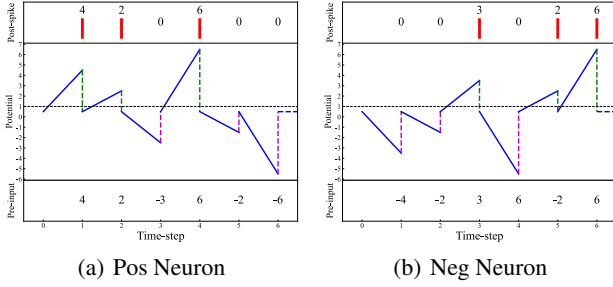 Post-spike
4 2 0 6 0 0
Potential
7
6
5
4
3
2
1
0
-1
-2
-3
-4
-5
-6
Pre-input
4 2 -3 6 -2 -6
0 1 2 3 4 5 6
Time-step
(a) Pos Neuron
Post-spike
0 0 3 0 2 6
Potential
7
6
5
4
3
2
1
0
-1
-2
-3
-4
-5
-6
Pre-input
-4 -2 3 -6 2 6
0 1 2 3 4 5 6
Time-step
(b) Neg Neuron